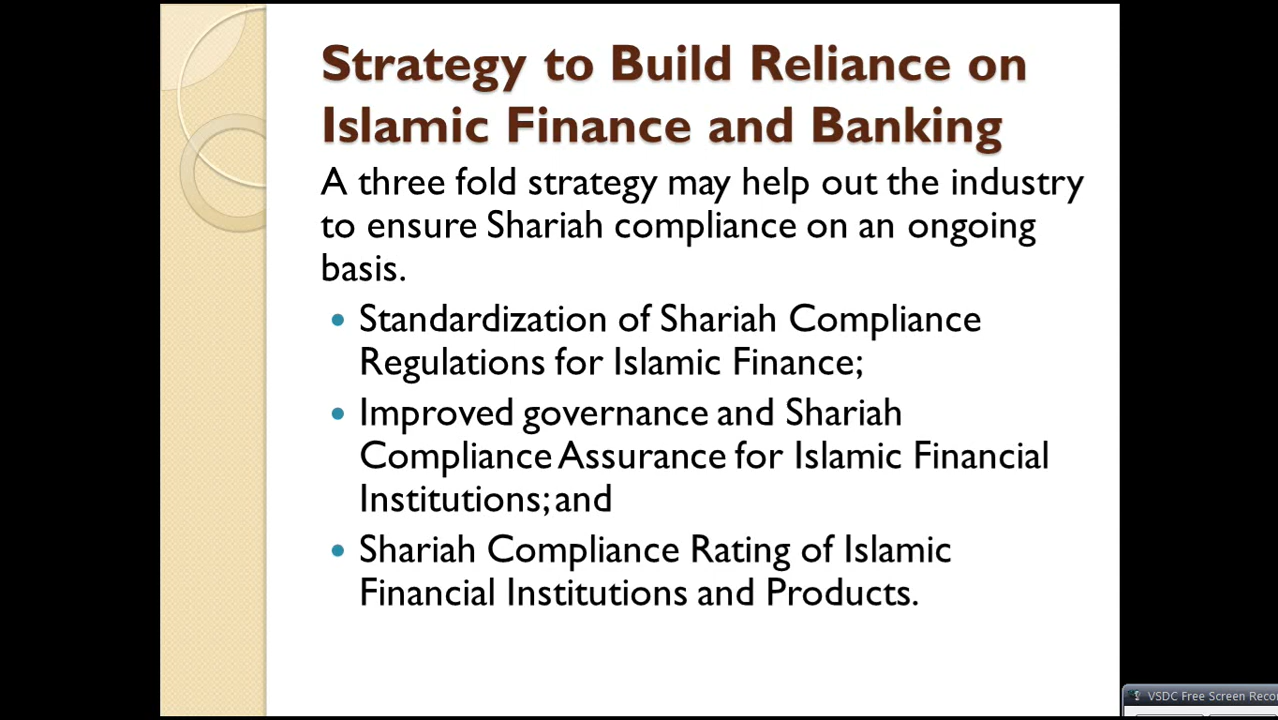 Strategy to Build Reliance on
Islamic Finance and Banking
A three fold strategy may help out the industry
to ensure Shariah compliance on an ongoing
basis.
• Standardization of Shariah Compliance
Regulations for Islamic Finance;
• Improved governance and Shariah
Compliance Assurance for Islamic Financial
Institutions; and
• Shariah Compliance Rating of Islamic
Financial Institutions and Products.
VSDC Free Screen Reco